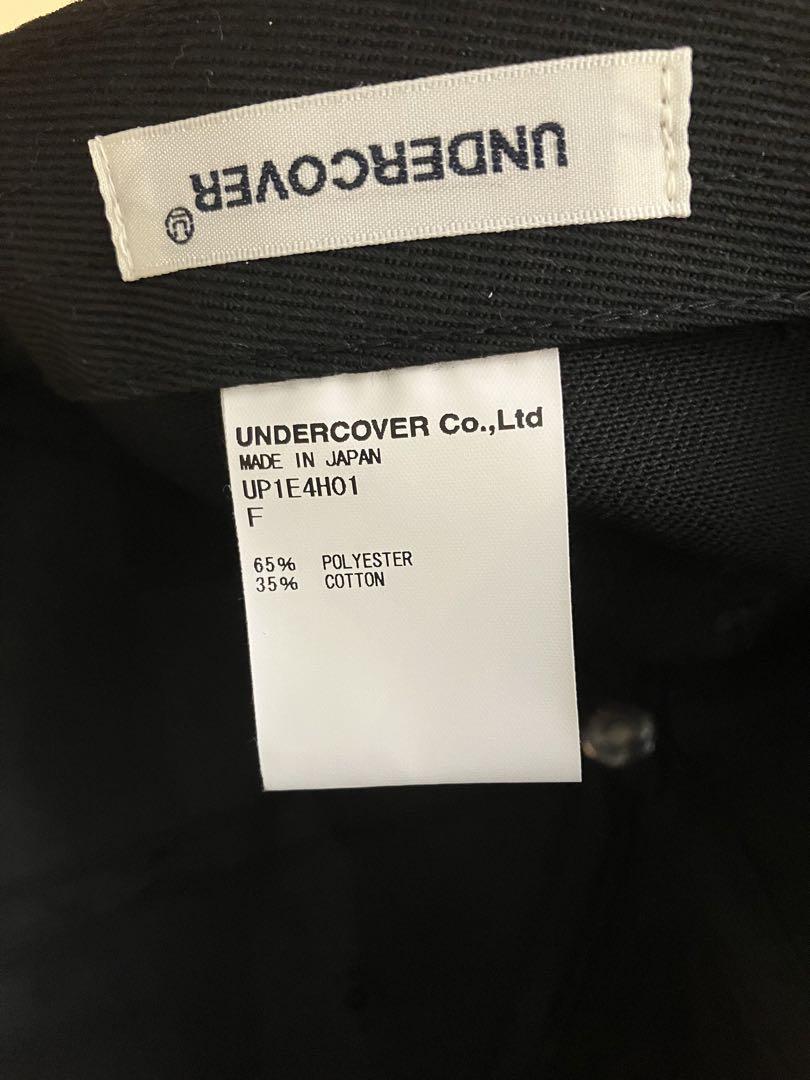 UNDERCOVER
U
UNDERCOVER Co.,Ltd
MADE IN JAPAN
UP1E4H01
F
65% POLYESTER
35% COTTON